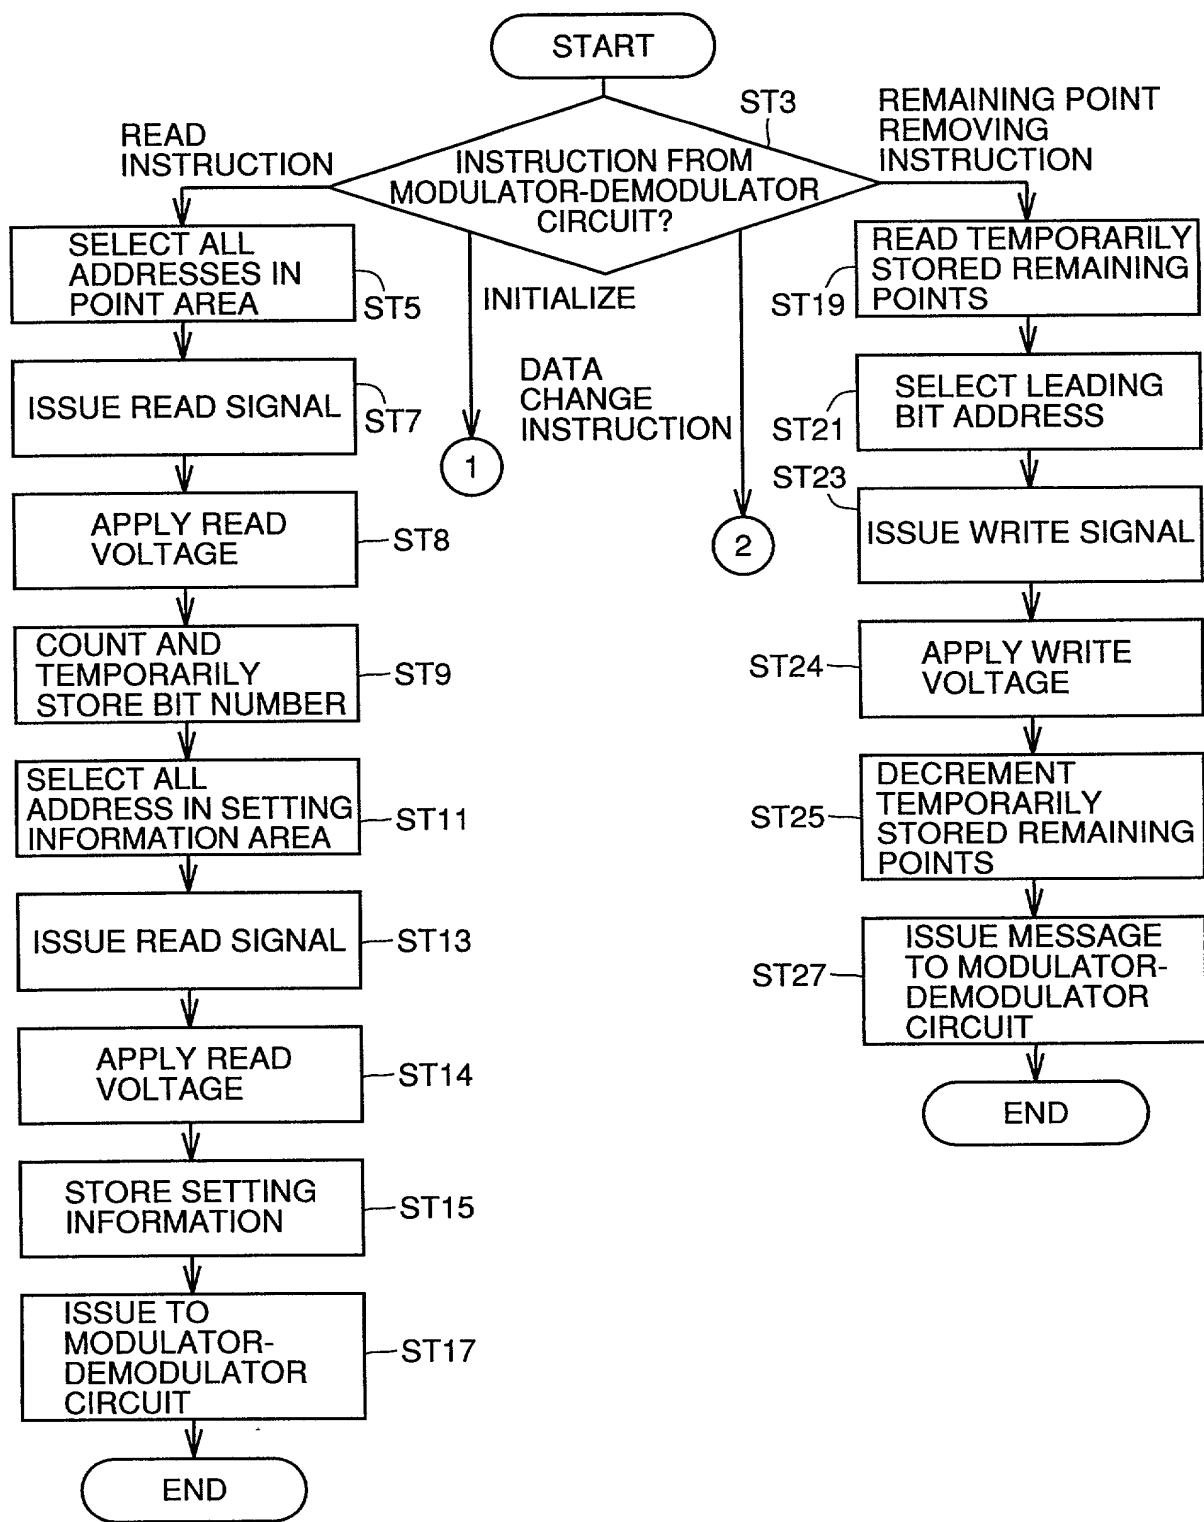 START
ST3
READ
INSTRUCTION
INSTRUCTION FROM
MODULATOR-DEMODULATOR
CIRCUIT?
REMAINING POINT
REMOVING
INSTRUCTION
INITIALIZE
1
DATA
CHANGE
INSTRUCTION
2
SELECT ALL
ADDRESSES IN
POINT AREA
ST5
ISSUE READ SIGNAL
ST7
APPLY READ
VOLTAGE
ST8
COUNT AND
TEMPORARILY
STORE BIT NUMBER
ST9
SELECT ALL
ADDRESS IN SETTING
INFORMATION AREA
ST11
ISSUE READ SIGNAL
ST13
APPLY READ
VOLTAGE
ST14
STORE SETTING
INFORMATION
ST15
ISSUE TO
MODULATOR-
DEMODULATOR
CIRCUIT
ST17
END
READ TEMPORARILY
STORED REMAINING
POINTS
ST19
SELECT LEADING
BIT ADDRESS
ST21
ST23
ISSUE WRITE SIGNAL
APPLY WRITE
VOLTAGE
ST24
DECREMENT
TEMPORARILY
STORED REMAINING
POINTS
ST25
ISSUE MESSAGE
TO MODULATOR-
DEMODULATOR
CIRCUIT
ST27
END